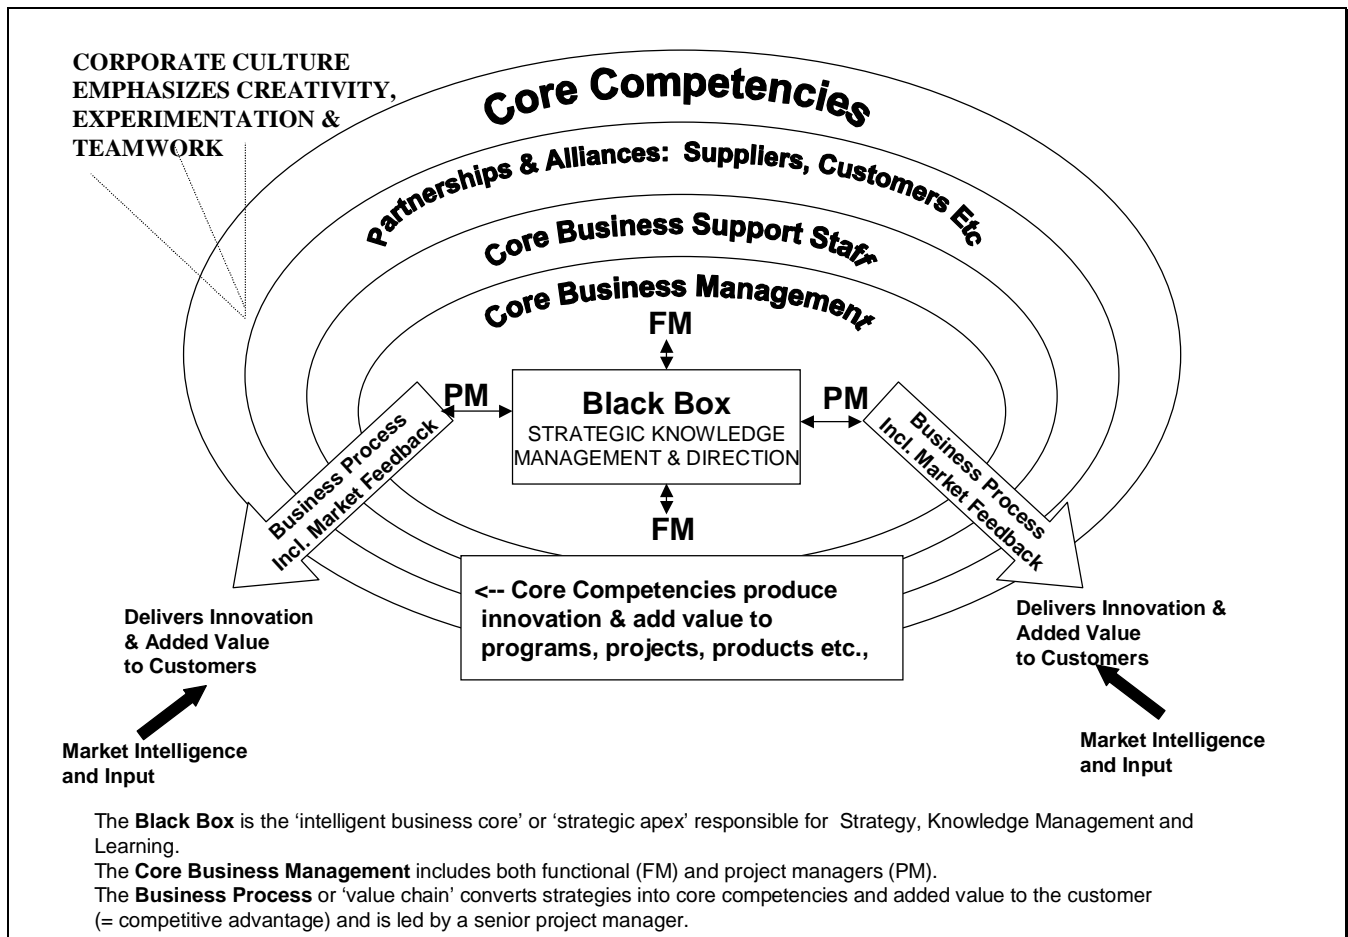 CORPORATE CULTURE
EMPHASIZES CREATIVITY,
EXPERIMENTATION &
TEAMWORK
Core Competencies
Partnerships & Alliances: Suppliers, Customers Etc
Core Business Support Staff
Core Business Management
FM
PM
Black Box
STRATEGIC KNOWLEDGE
MANAGEMENT & DIRECTION
PM
FM
Business Process
Incl. Market Feedback
Business Process
Incl. Market Feedback
<-- Core Competencies produce
innovation & add value to
programs, projects, products etc.,
Delivers Innovation
& Added Value
to Customers
Delivers Innovation &
Added Value
to Customers
Market Intelligence
and Input
Market Intelligence
and Input
The Black Box is the ‘intelligent business core’ or ‘strategic apex’ responsible for Strategy, Knowledge Management and
Learning.
The Core Business Management includes both functional (FM) and project managers (PM).
The Business Process or ‘value chain’ converts strategies into core competencies and added value to the customer
(= competitive advantage) and is led by a senior project manager.